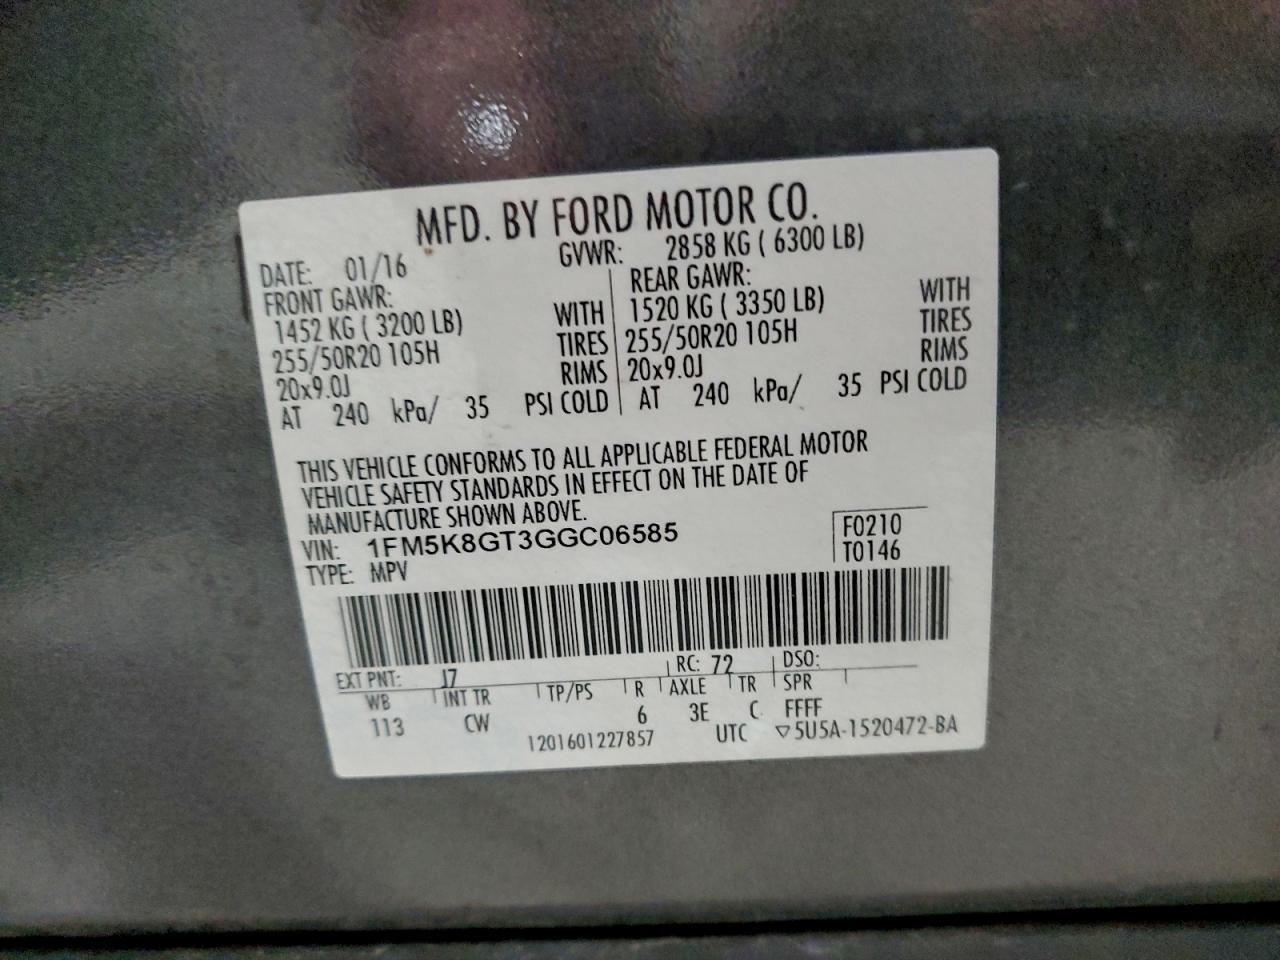 MFD. BY FORD MOTOR CO.
DATE: 01/16 GVWR: 2858 KG ( 6300 LB)
FRONT GAWR: REAR GAWR:
1452 KG ( 3200 LB) WITH 1520 KG ( 3350 LB) WITH
255/50R20 105H TIRES 255/50R20 105H TIRES
20x9.0J RIMS 20x9.0J RIMS
AT 240 kPa/ 35 PSI COLD AT 240 kPa/ 35 PSI COLD
THIS VEHICLE CONFORMS TO ALL APPLICABLE FEDERAL MOTOR
VEHICLE SAFETY STANDARDS IN EFFECT ON THE DATE OF
MANUFACTURE SHOWN ABOVE.
VIN: 1FM5K8GT3GGC06585 F0210
TYPE: MPV T0146
EXT PNT: J7 RC: 72 DSO:
WB INT TR TP/PS R AXLE TR SPR
113 CW 6 3E C FFFF
1201601227857 UTC ▽5U5A-1520472-BA